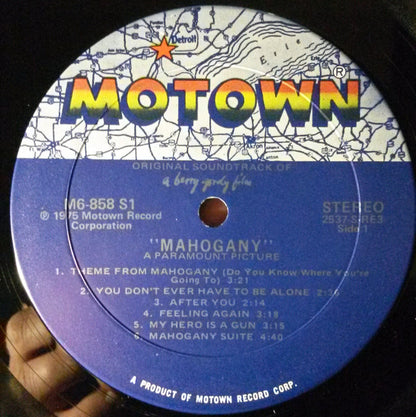 Detroit
Erie
MOTOWN®
ORIGINAL SOUNDTRACK OF
a berry gordy film
M6-858 S1
℗ 1975 Motown Record
Corporation
STEREO
2537-S-RE3
Side 1
"MAHOGANY"
A PARAMOUNT PICTURE
1. THEME FROM MAHOGANY (Do You Know Where You're
Going To) 3:21
2. YOU DON'T EVER HAVE TO BE ALONE
3. AFTER YOU 2:14
4. FEELING AGAIN 3:18
5. MY HERO IS A GUN 3:15
6. MAHOGANY SUITE 4:40
A PRODUCT OF MOTOWN RECORD CORP.